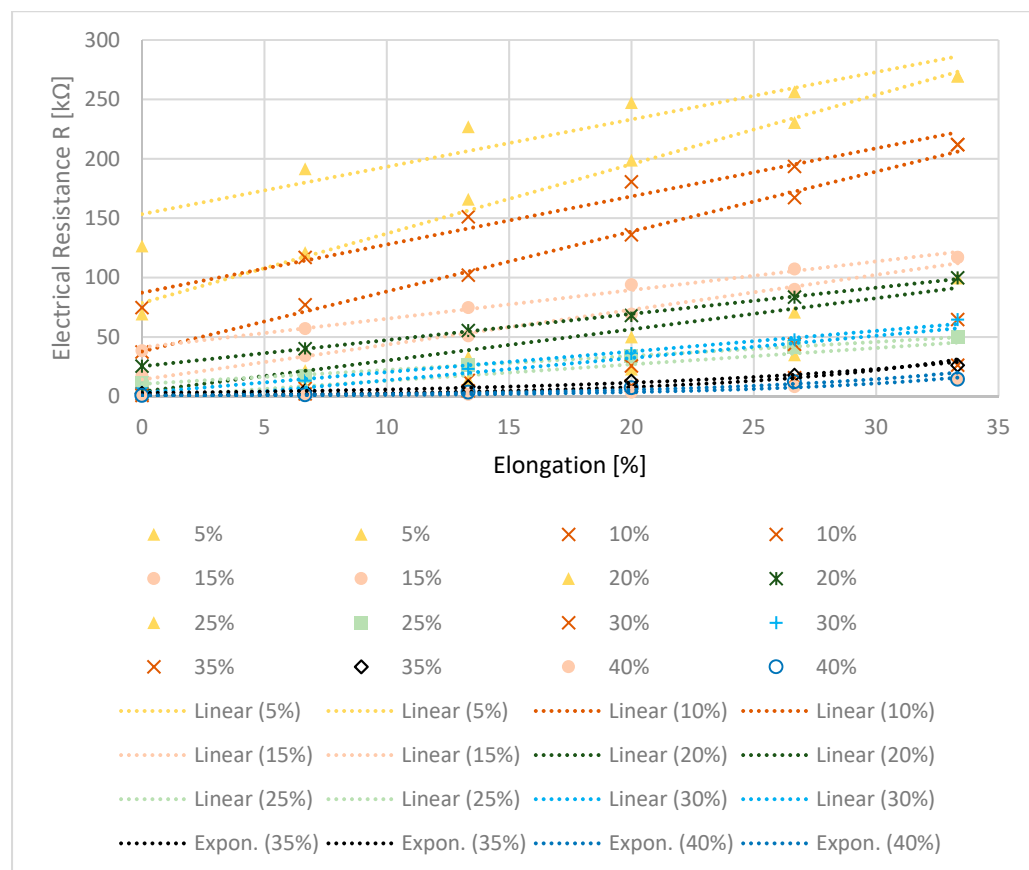 300
250
200
150
100
50
0
Electrical Resistance R [kΩ]
0 5 10 15 20 25 30 35
Elongation [%]
5% 5% 10% 10%
15% 15% 20% 20%
25% 25% 30% 30%
35% 35% 40% 40%
Linear (5%) Linear (5%) Linear (10%) Linear (10%)
Linear (15%) Linear (15%) Linear (20%) Linear (20%)
Linear (25%) Linear (25%) Linear (30%) Linear (30%)
Expon. (35%) Expon. (35%) Expon. (40%) Expon. (40%)